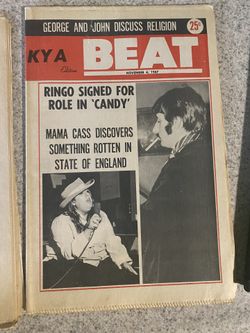 GEORGE AND JOHN DISCUSS RELIGION
25¢
KYA
Edition
BEAT
NOVEMBER 4, 1967
RINGO SIGNED FOR
ROLE IN 'CANDY'
MAMA CASS DISCOVERS
SOMETHING ROTTEN IN
STATE OF ENGLAND